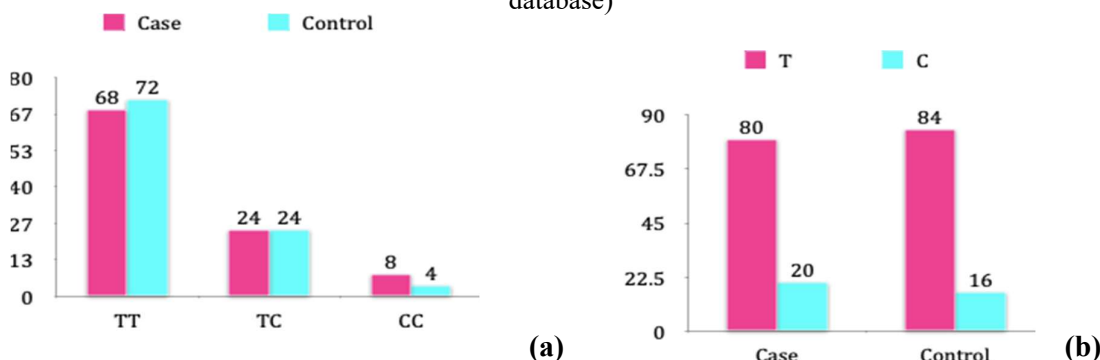 database)
Case Control
80
67
53
40
27
13
0
68 72
24 24
8 4
TT TC CC
(a)
T C
90
67.5
45
22.5
0
80 20
84 16
Case Control
(b)